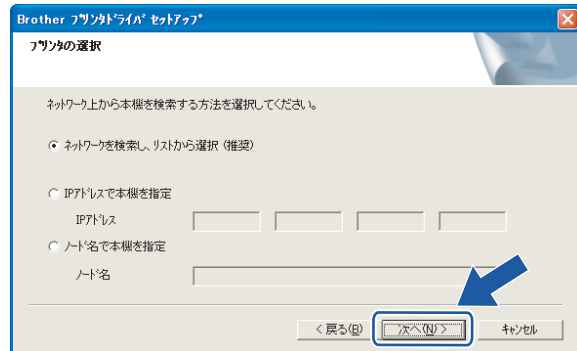 Brother プリンタドライバ セットアップ
プリンタの選択
ネットワーク上から本機を検索する方法を選択してください。
ネットワークを検索し、リストから選択 (推奨)
IPアドレスで本機を指定
IPアドレス
ノード名で本機を指定
ノード名
< 戻る(B)
次へ(N) >
キャンセル